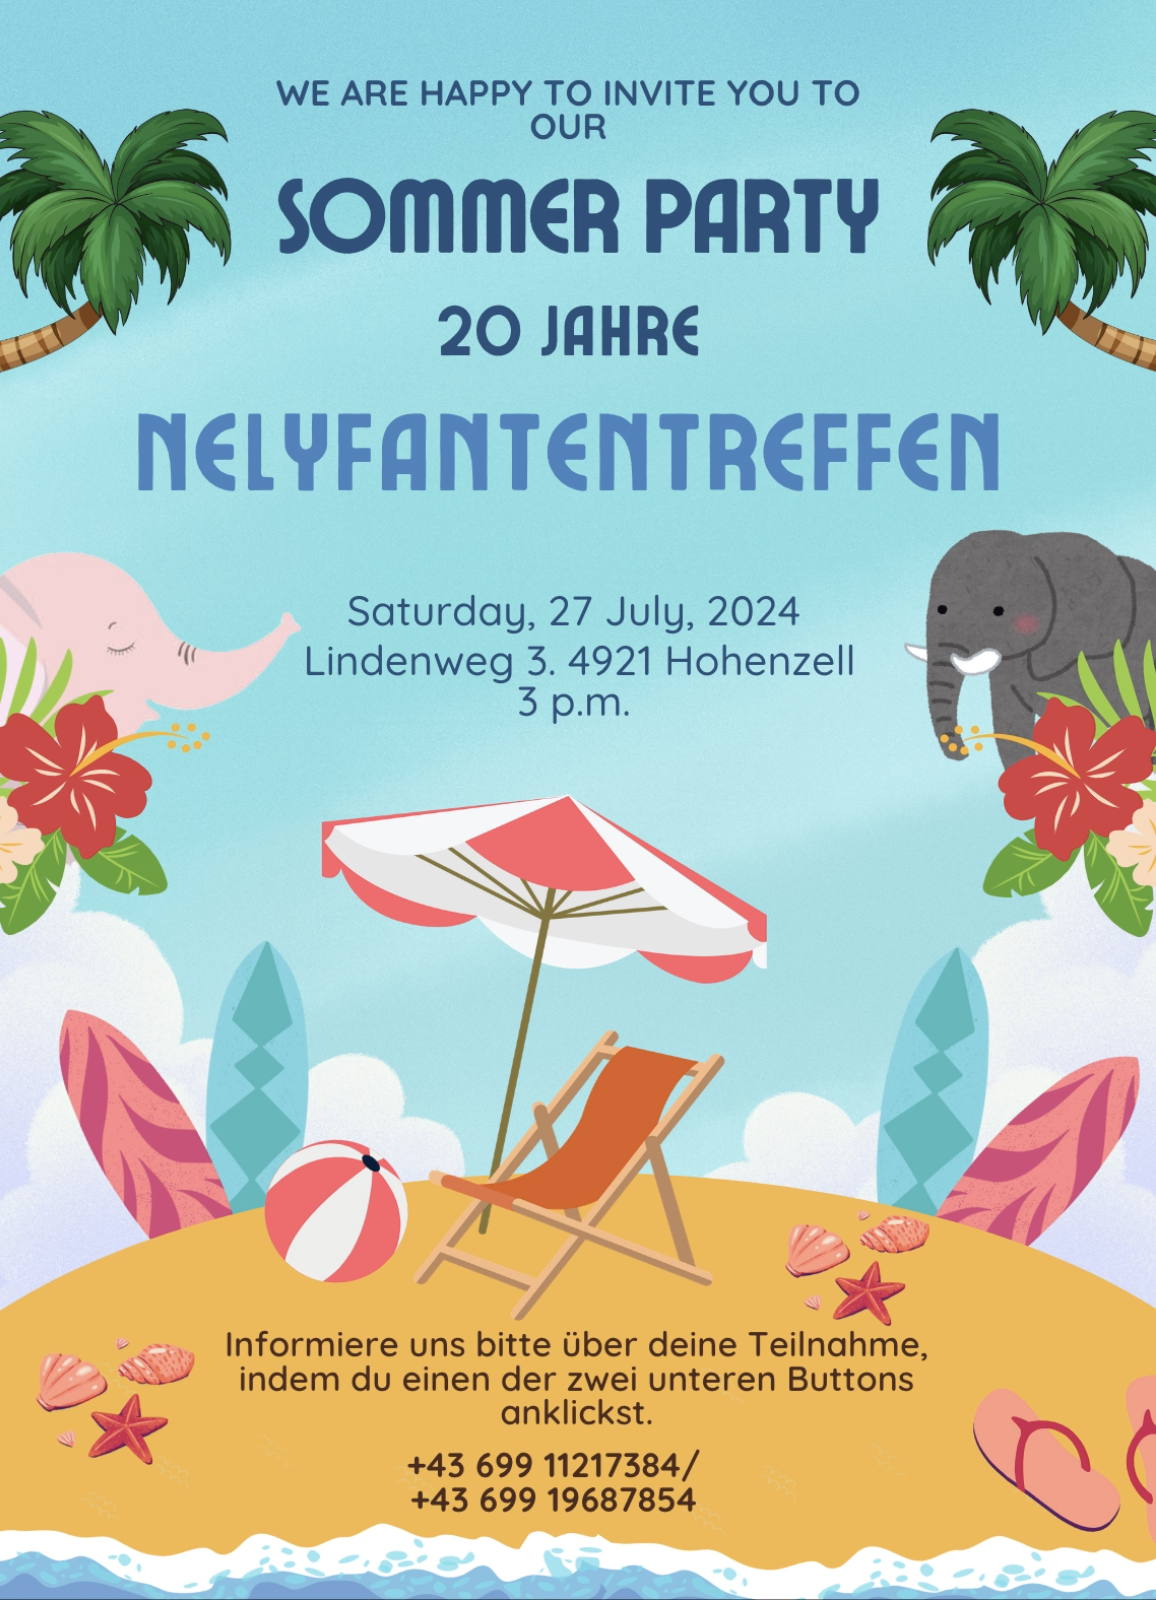 WE ARE HAPPY TO INVITE YOU TO
OUR
SOMMER PARTY
20 JAHRE
NELYFANTENTREFFEN
Saturday, 27 July, 2024
Lindenweg 3. 4921 Hohenzell
3 p.m.
Informiere uns bitte über deine Teilnahme,
indem du einen der zwei unteren Buttons
anklickst.
+43 699 11217384/
+43 699 19687854